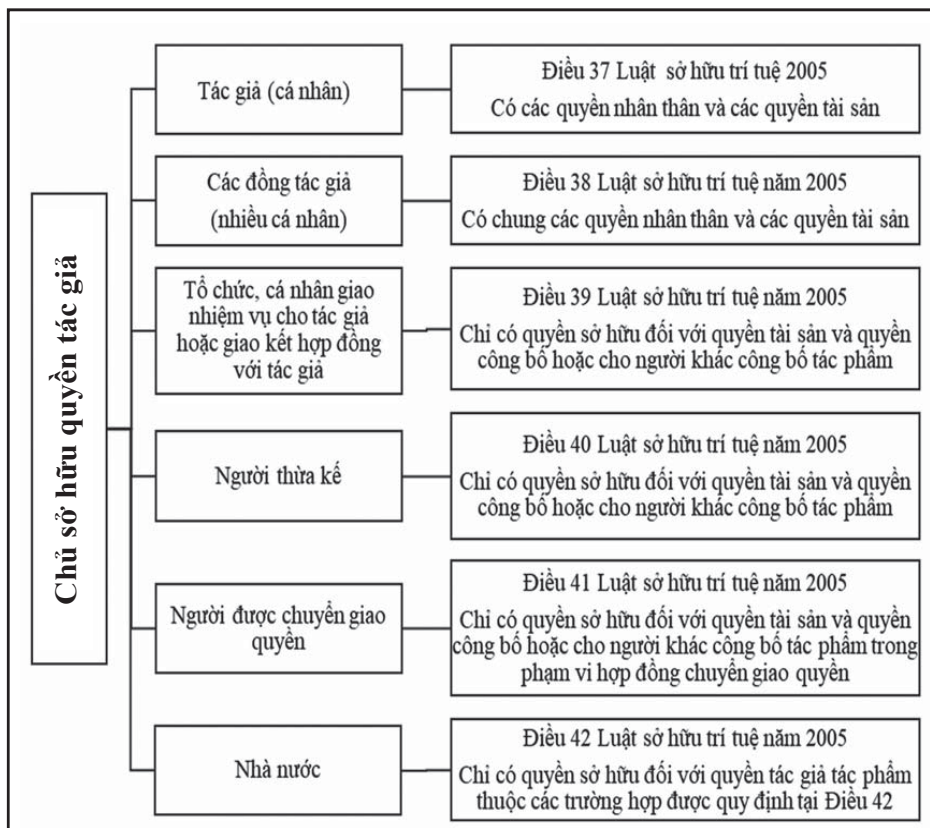 Chủ sở hữu quyền tác giả
Tác giả (cá nhân)
Điều 37 Luật sở hữu trí tuệ 2005
Có các quyền nhân thân và các quyền tài sản
Các đồng tác giả
(nhiều cá nhân)
Điều 38 Luật sở hữu trí tuệ năm 2005
Có chung các quyền nhân thân và các quyền tài sản
Tổ chức, cá nhân giao
nhiệm vụ cho tác giả
hoặc giao kết hợp đồng
với tác giả
Điều 39 Luật sở hữu trí tuệ năm 2005
Chỉ có quyền sở hữu đối với quyền tài sản và quyền
công bố hoặc cho người khác công bố tác phẩm
Người thừa kế
Điều 40 Luật sở hữu trí tuệ năm 2005
Chỉ có quyền sở hữu đối với quyền tài sản và quyền
công bố hoặc cho người khác công bố tác phẩm
Người được chuyển giao
quyền
Điều 41 Luật sở hữu trí tuệ năm 2005
Chỉ có quyền sở hữu đối với quyền tài sản và quyền
công bố hoặc cho người khác công bố tác phẩm trong
phạm vi hợp đồng chuyển giao quyền
Nhà nước
Điều 42 Luật sở hữu trí tuệ năm 2005
Chỉ có quyền sở hữu đối với quyền tác giả tác phẩm
thuộc các trường hợp được quy định tại Điều 42